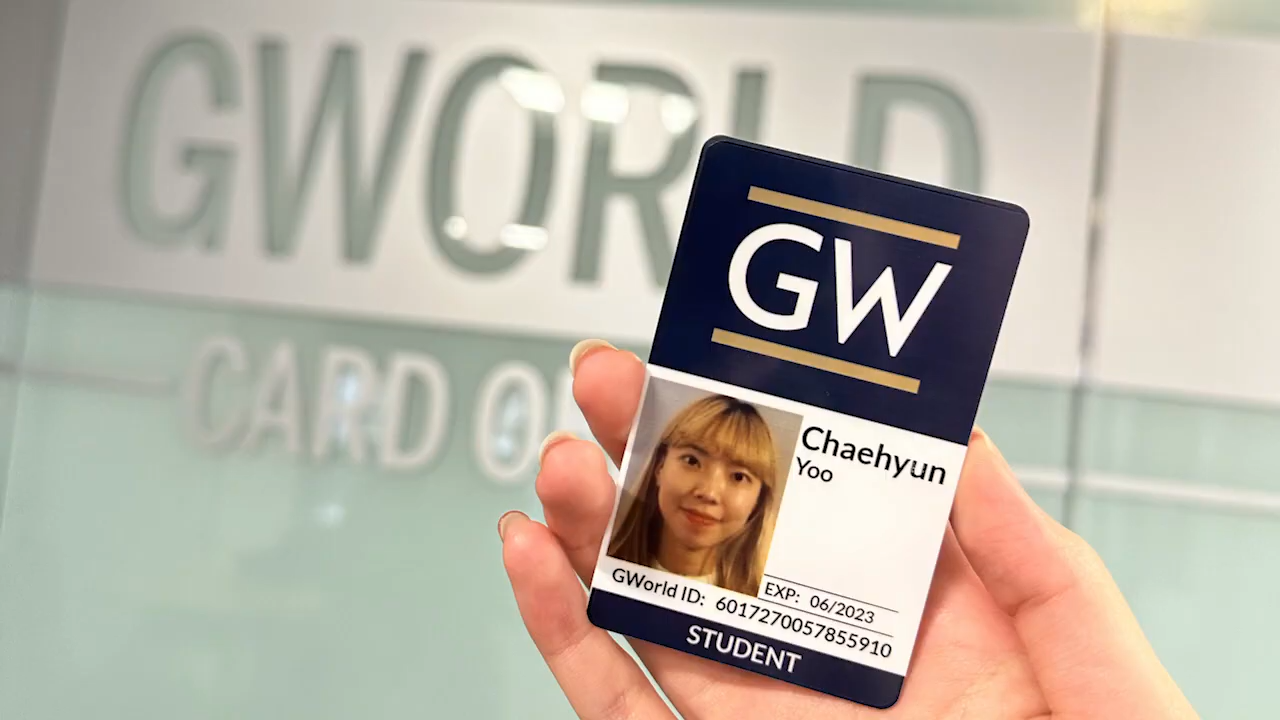 GWORLD
CARD
GW
Chaehyun
Yoo
EXP: 06/2023
GWorld ID: 6017270057855910
STUDENT